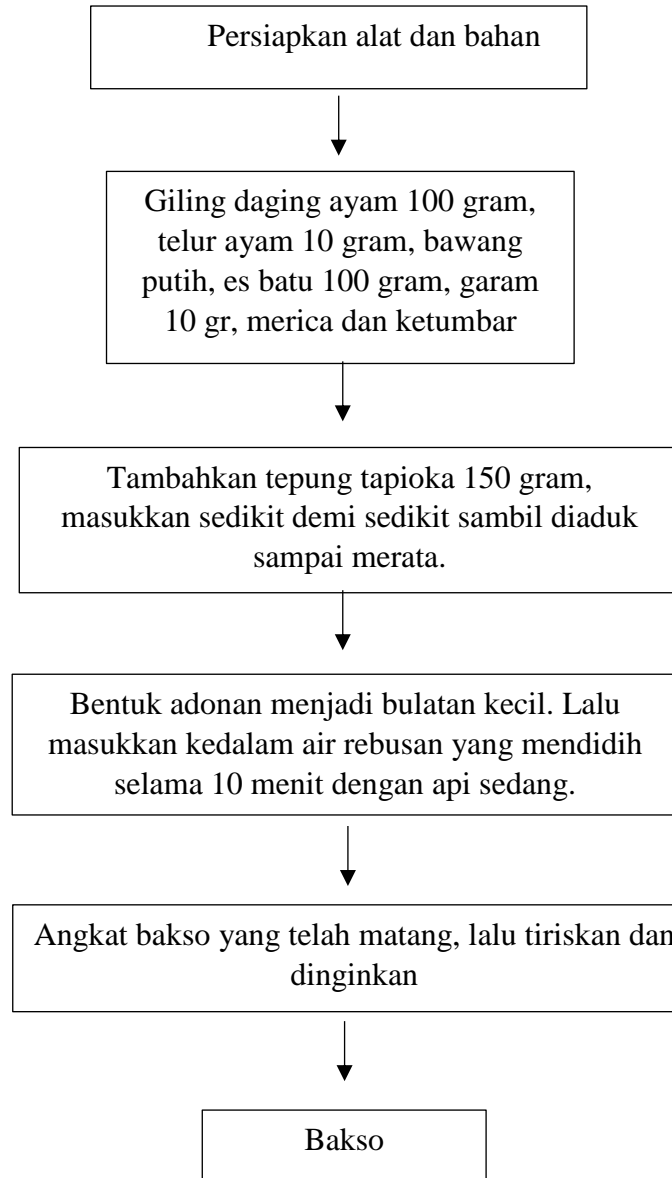 Persiapkan alat dan bahan
Giling daging ayam 100 gram,
telur ayam 10 gram, bawang
putih, es batu 100 gram, garam
10 gr, merica dan ketumbar
Tambahkan tepung tapioka 150 gram,
masukkan sedikit demi sedikit sambil diaduk
sampai merata.
Bentuk adonan menjadi bulatan kecil. Lalu
masukkan kedalam air rebusan yang mendidih
selama 10 menit dengan api sedang.
Angkat bakso yang telah matang, lalu tiriskan dan
dinginkan
Bakso